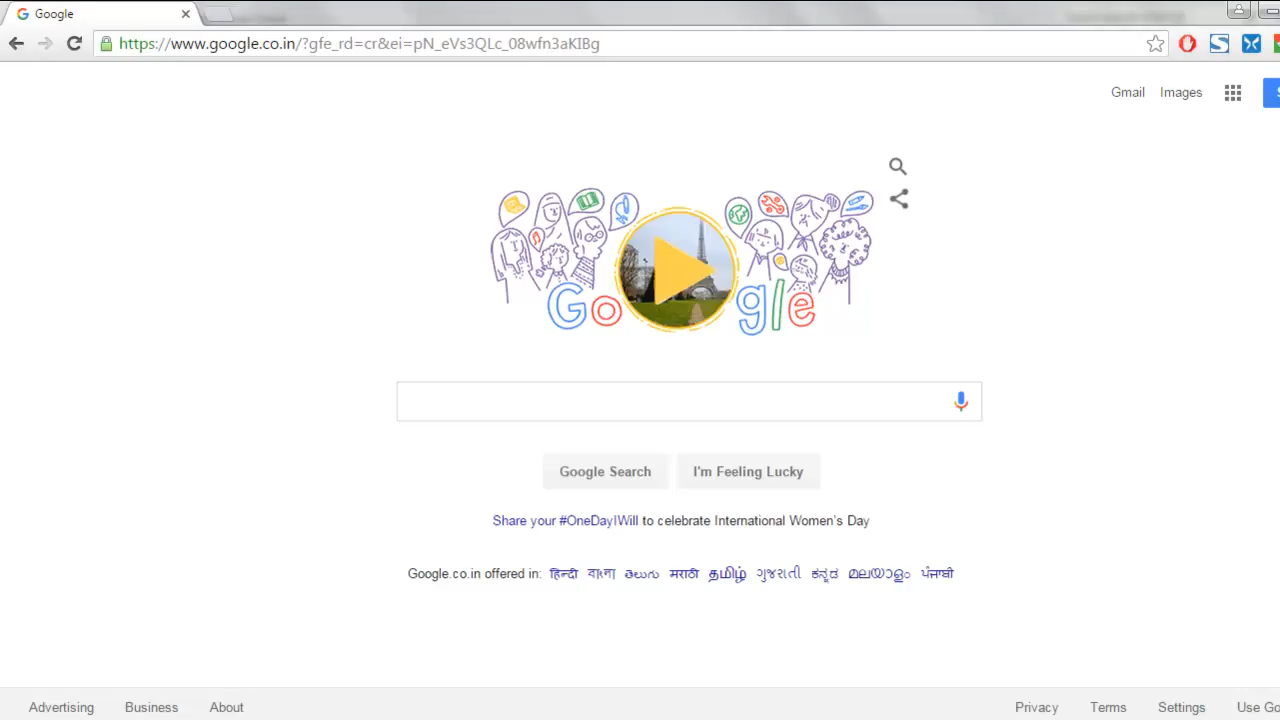 Google
https://www.google.co.in/?gfe_rd=cr&ei=pN_eVs3QLc_08wfn3aKIBg
Gmail Images
Go gle
Google Search I'm Feeling Lucky
Share your #OneDayIWill to celebrate International Women's Day
Google.co.in offered in: हिन्दी বাংলা తెలుగు मराठी தமிழ் ગુજરાતી ಕನ್ನಡ മലയാളം ਪੰਜਾਬੀ
Advertising Business About Privacy Terms Settings Use Go